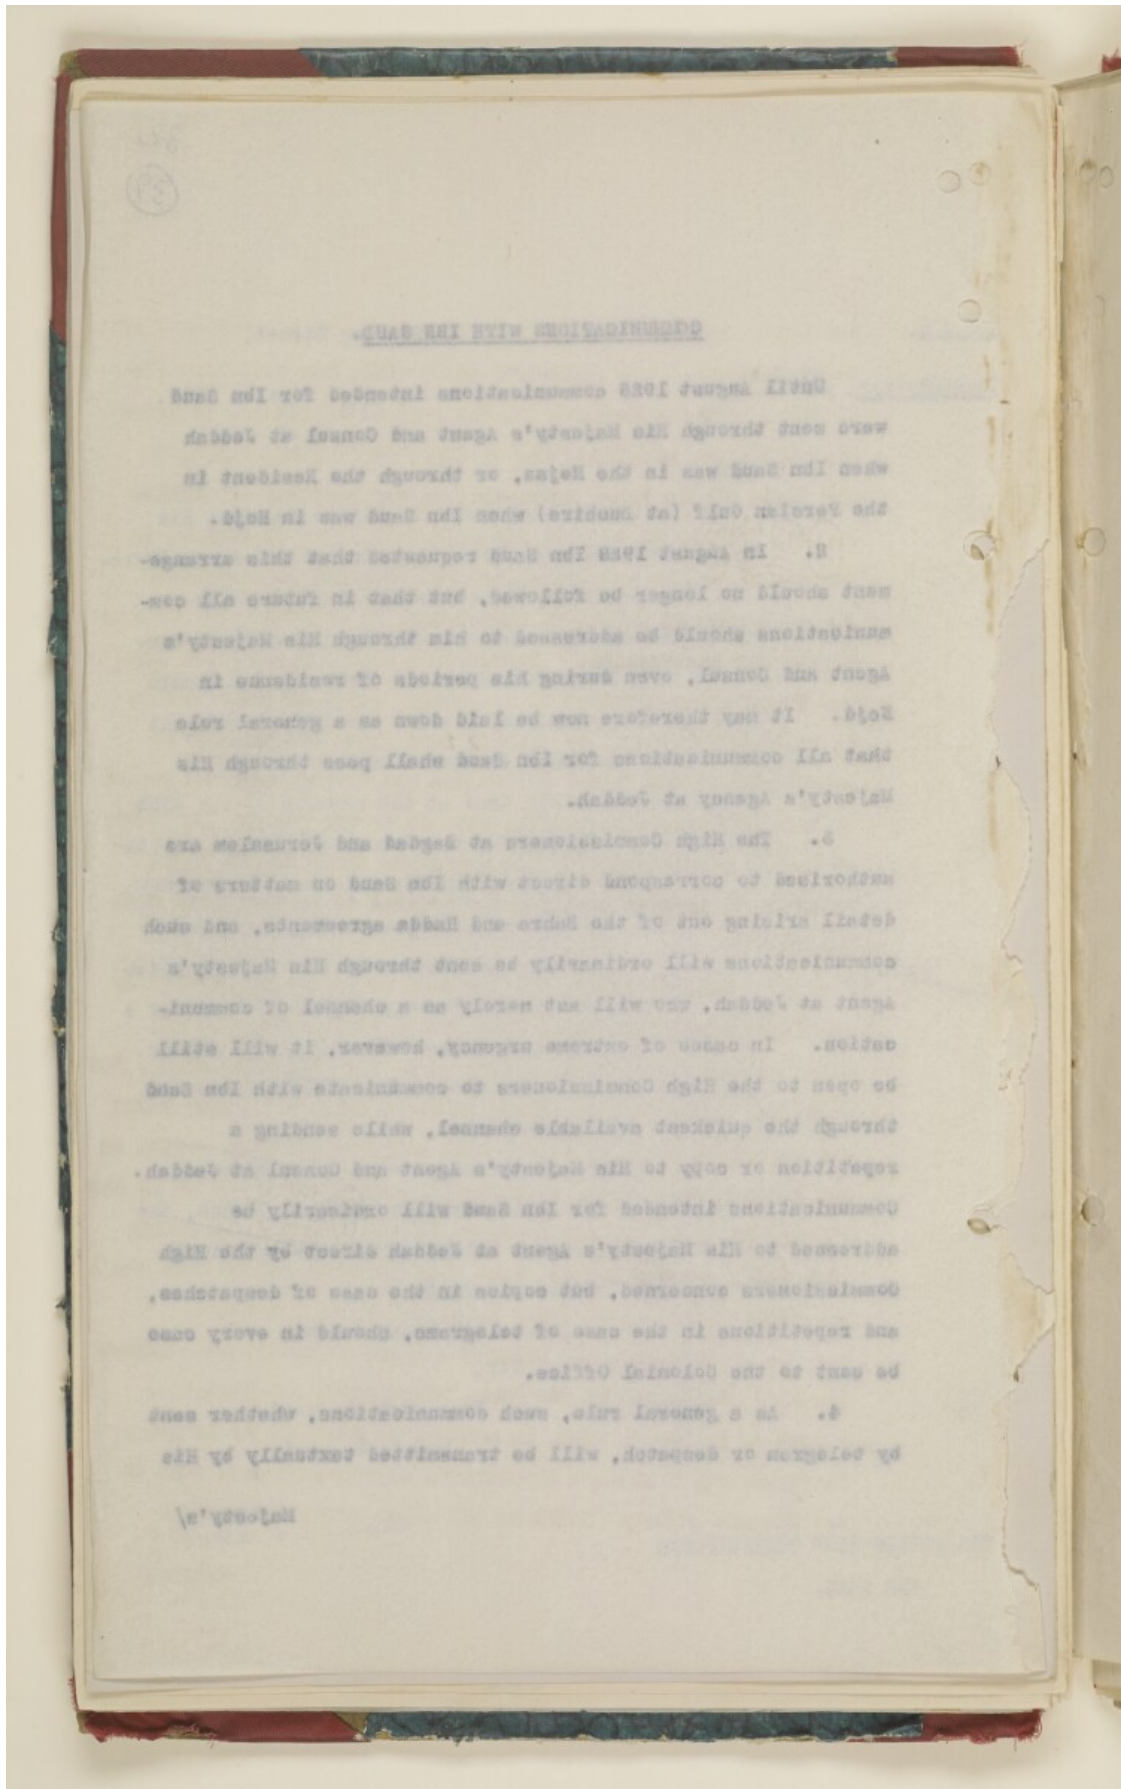 COMMUNICATIONS WITH IBN SAUD.
Until August 1928 communications intended for Ibn Saud
were sent through His Majesty's Agent and Consul at Jeddah
when Ibn Saud was in the Hejaz, or through the Resident in
the Persian Gulf (at Bushire) when Ibn Saud was in Nejd.
2. In August 1928 Ibn Saud requested that this arrange-
ment should no longer be followed, but that in future all com-
munications should be addressed to him through His Majesty's
Agent and Consul, even during his periods of residence in
Nejd. It may therefore now be laid down as a general rule
that all communications for Ibn Saud shall pass through His
Majesty's Agency at Jeddah.
3. The High Commissioners at Bagdad and Jerusalem are
authorised to correspond direct with Ibn Saud on matters of
detail arising out of the Bahra and Hadda agreements, and such
communications will ordinarily be sent through His Majesty's
Agent at Jeddah, who will act merely as a channel of communi-
cation. In cases of extreme urgency, however, it will still
be open to the High Commissioners to communicate with Ibn Saud
through the quickest available channel, while sending a
repetition or copy to His Majesty's Agent and Consul at Jeddah.
Communications intended for Ibn Saud will ordinarily be
addressed to His Majesty's Agent at Jeddah direct by the High
Commissioners concerned, but copies in the case of despatches,
and repetitions in the case of telegrams, should in every case
be sent to the Colonial Office.
4. As a general rule, such communications, whether sent
by telegram or despatch, will be transmitted textually by His
Majesty's/